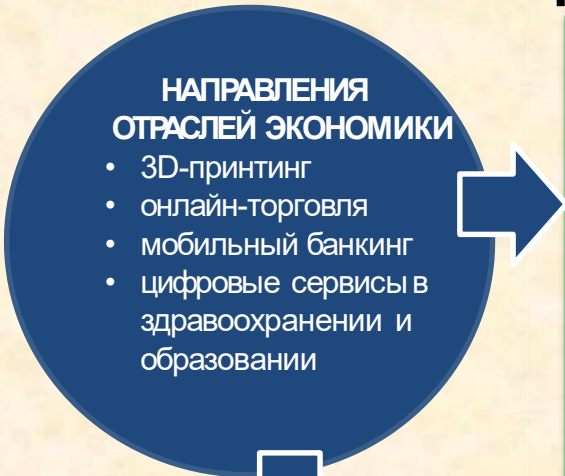 НАПРАВЛЕНИЯ
ОТРАСЛЕЙ ЭКОНОМИКИ
• 3D-принтинг
• онлайн-торговля
• мобильный банкинг
• цифровые сервисы в
здравоохранении и
образовании